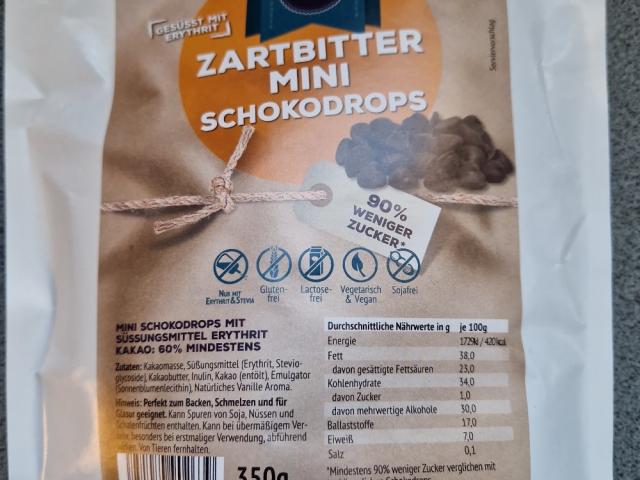 GESÜSST MIT
ERYTHRIT
Serviervorschlag
ZARTBITTER
MINI
SCHOKODROPS
90%
WENIGER
ZUCKER*
NUR MIT
ERYTHRIT & STEVIA
Gluten-
frei
Lactose-
frei
Vegetarisch
& Vegan
Sojafrei
MINI SCHOKODROPS MIT
SÜSSUNGSMITTEL ERYTHRIT
KAKAO: 60% MINDESTENS
Zutaten: Kakaomasse, Süßungsmittel (Erythrit, Stevio-
glycoside), Kakaobutter, Inulin, Kakao (entölt), Emulgator
(Sonnenblumenlecithin), Natürliches Vanille Aroma.
Hinweis: Perfekt zum Backen, Schmelzen und für
Glasur geeignet. Kann Spuren von Soja, Nüssen und
Schalenfrüchten enthalten. Kann bei übermäßigem Ver-
besonders bei erstmaliger Verwendung, abführend
wirken. Von Tieren fernhalten.
350g
Durchschnittliche Nährwerte in g je 100g
Energie 1729kJ / 420kcal
Fett 38,0
davon gesättigte Fettsäuren 23,0
Kohlenhydrate 34,0
davon Zucker 1,0
davon mehrwertige Alkohole 30,0
Ballaststoffe 17,0
Eiweiß 7,0
Salz 0,1
*Mindestens 90% weniger Zucker verglichen mit
Schokodrops